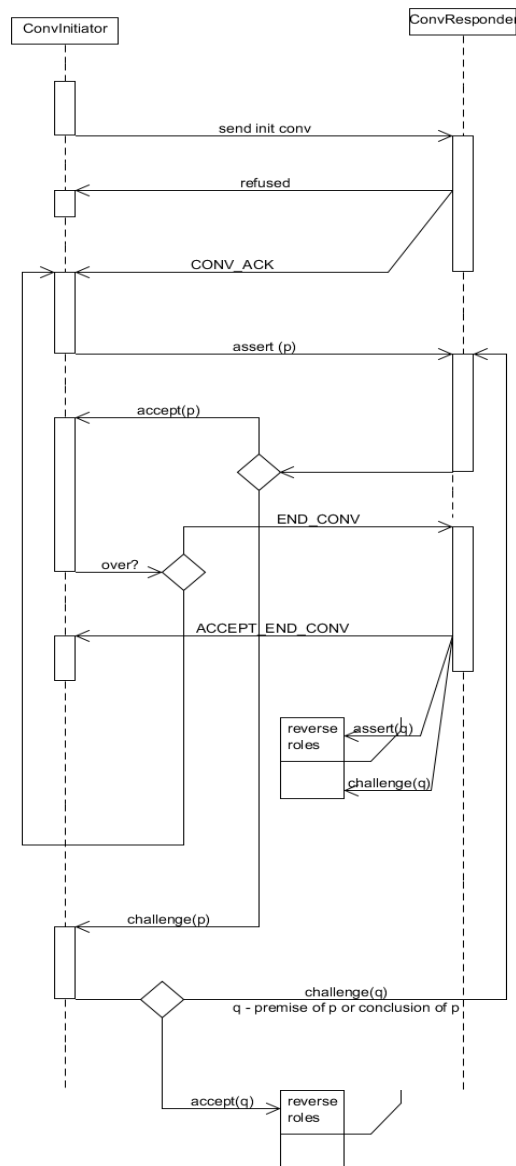 ConvInitiator
ConvResponder
send init conv
refused
CONV_ACK
assert (p)
accept(p)
END_CONV
over?
ACCEPT_END_CONV
reverse
roles
assert(q)
challenge(q)
challenge(p)
challenge(q)
q - premise of p or conclusion of p
accept(q)
reverse
roles